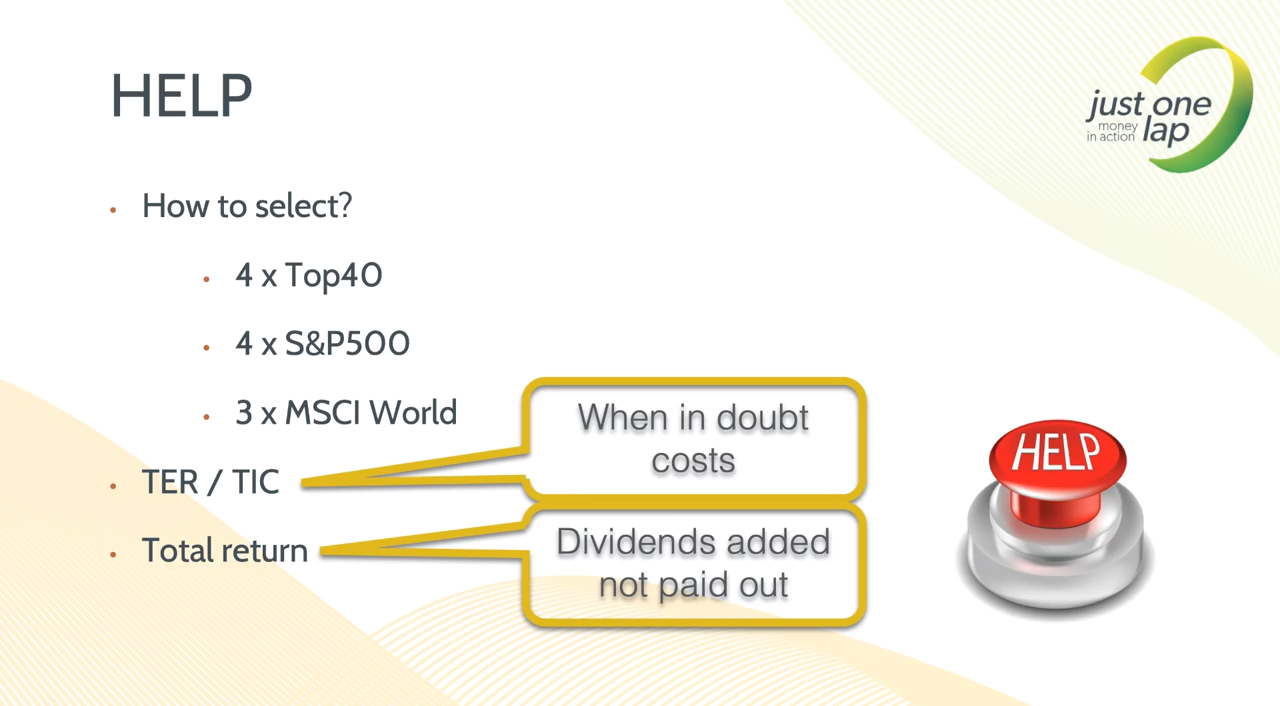 HELP
just one
money
in action lap
How to select?
4 x Top40
4 x S&P500
3 x MSCI World
When in doubt
costs
TER / TIC
Dividends added
not paid out
Total return
HELP